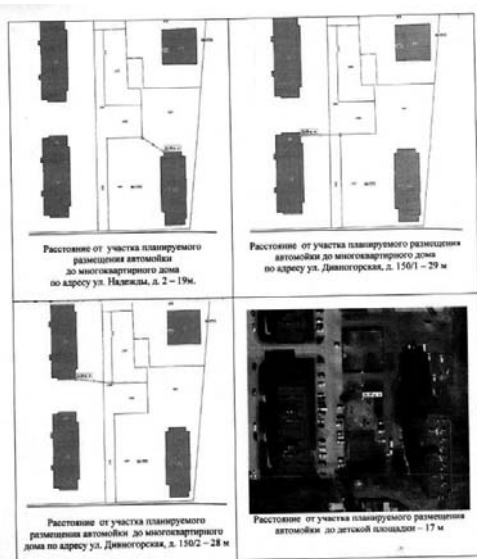 Расстояние от участка планируемого
размещения автомойки
до многоквартирного дома
по адресу ул. Надежды, д. 2 – 19м.
Расстояние от участка планируемого размещения
автомойки до многоквартирного дома
по адресу ул. Дивногорская, д. 150/1 – 29 м
Расстояние от участка планируемого
размещения автомойки до многоквартирного
дома по адресу ул. Дивногорская, д. 150/2 – 28 м
Расстояние от участка планируемого размещения
автомойки до детской площадки – 17 м